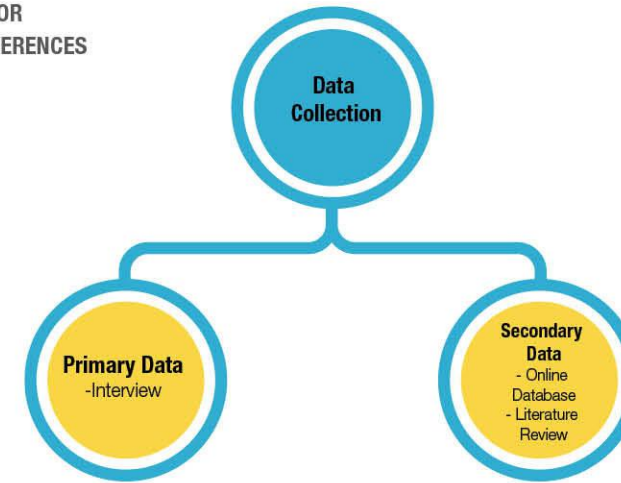 OR
ERENCES
Data
Collection
Primary Data
-Interview
Secondary
Data
- Online
Database
- Literature
Review